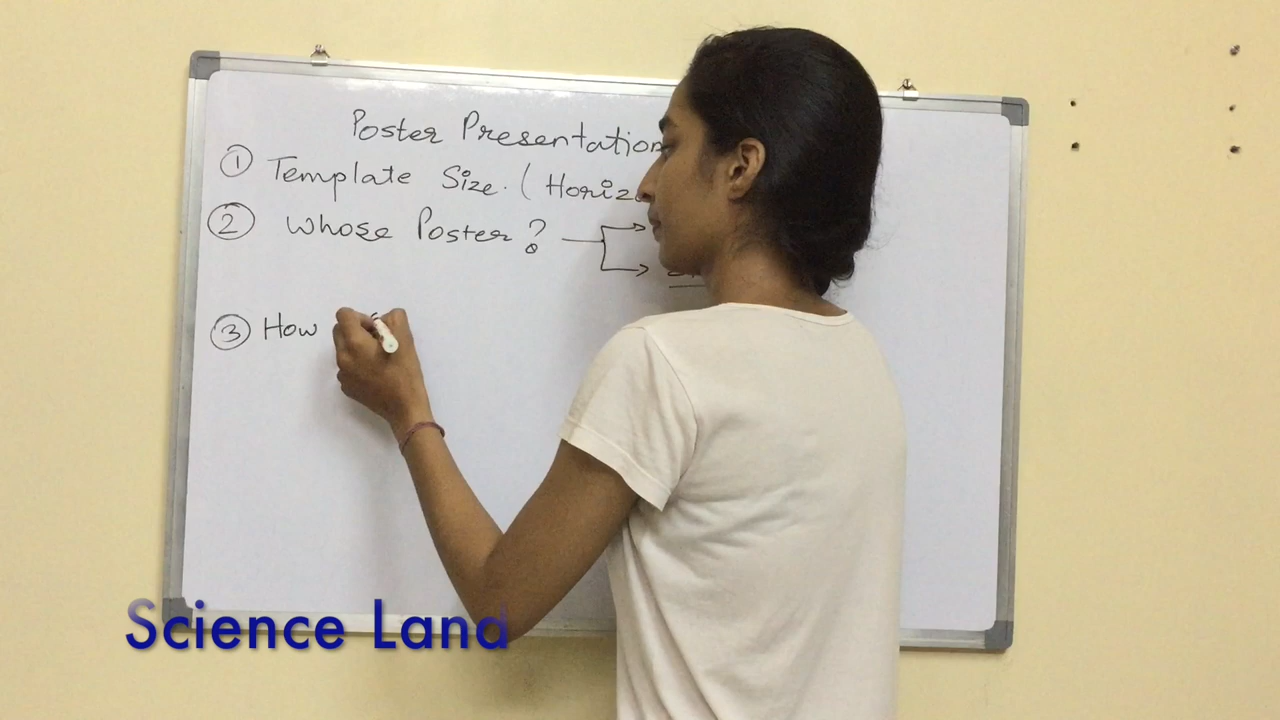 Poster Presentation
① Template Size. ( Horiz
② Whose Poster ?
③ How
Science Land